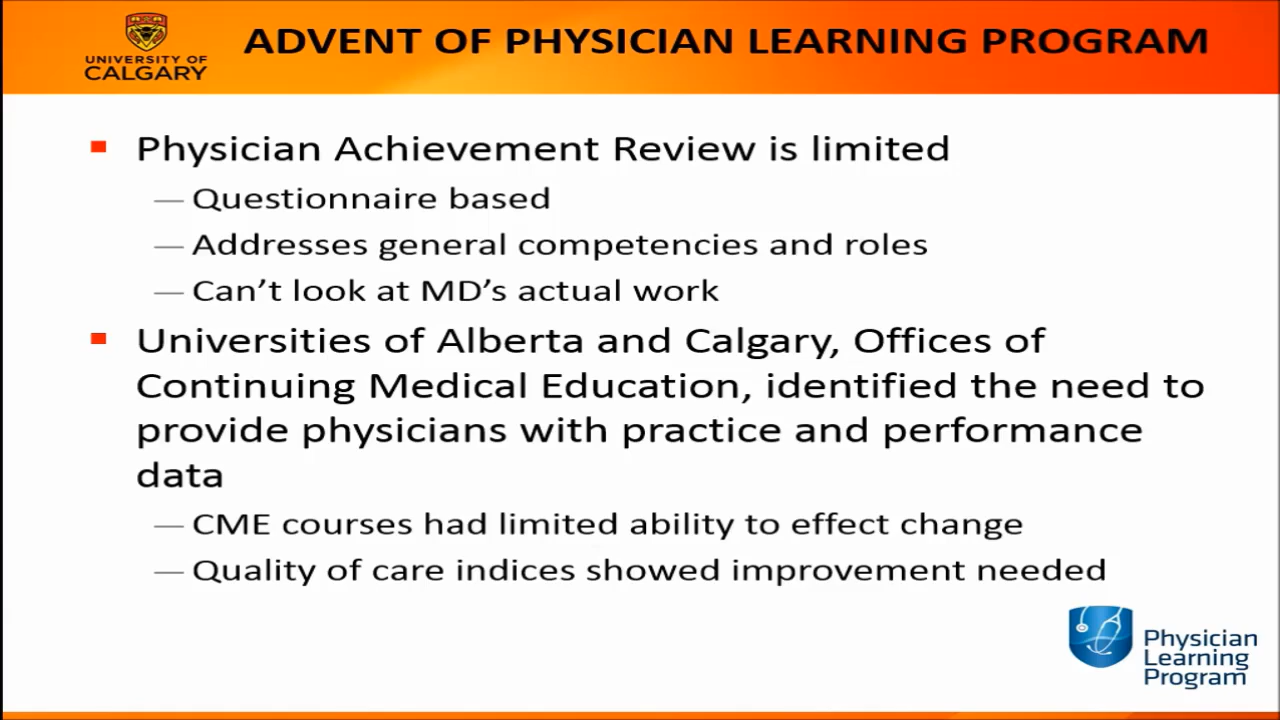 UNIVERSITY OF
CALGARY
ADVENT OF PHYSICIAN LEARNING PROGRAM
Physician Achievement Review is limited
— Questionnaire based
— Addresses general competencies and roles
— Can’t look at MD’s actual work
Universities of Alberta and Calgary, Offices of
Continuing Medical Education, identified the need to
provide physicians with practice and performance
data
— CME courses had limited ability to effect change
— Quality of care indices showed improvement needed
Physician
Learning
Program